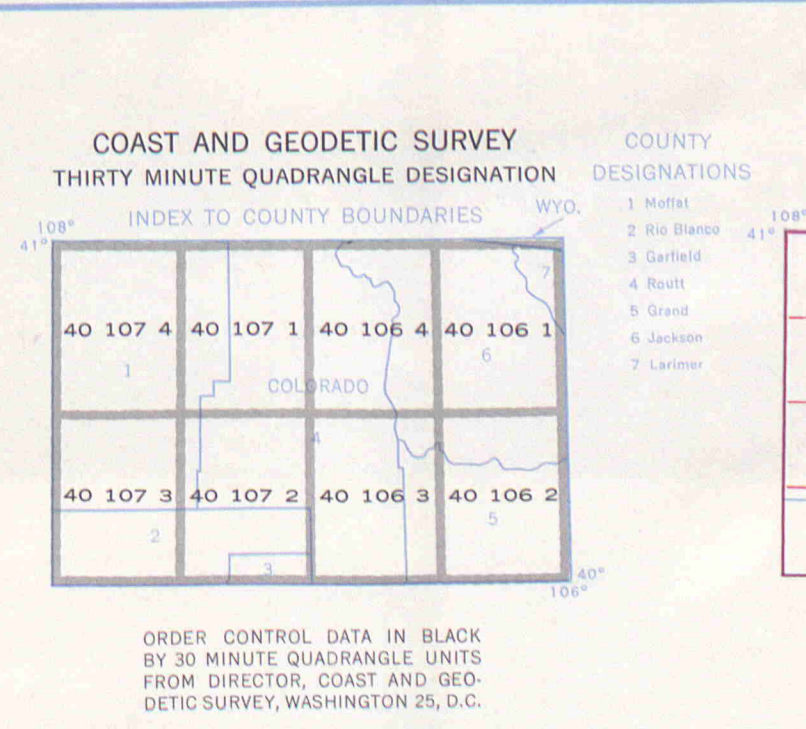 COAST AND GEODETIC SURVEY
THIRTY MINUTE QUADRANGLE DESIGNATION
INDEX TO COUNTY BOUNDARIES
WYO.
108°
41°
40 107 4
40 107 1
40 106 4
40 106 1
7
1
6
COLORADO
4
40 107 3
40 107 2
40 106 3
40 106 2
2
5
3
40°
106°
ORDER CONTROL DATA IN BLACK
BY 30 MINUTE QUADRANGLE UNITS
FROM DIRECTOR, COAST AND GEO-
DETIC SURVEY, WASHINGTON 25, D.C.
COUNTY
DESIGNATIONS
1 Moffat
2 Rio Blanco
3 Garfield
4 Routt
5 Grand
6 Jackson
7 Larimer
108°
41°